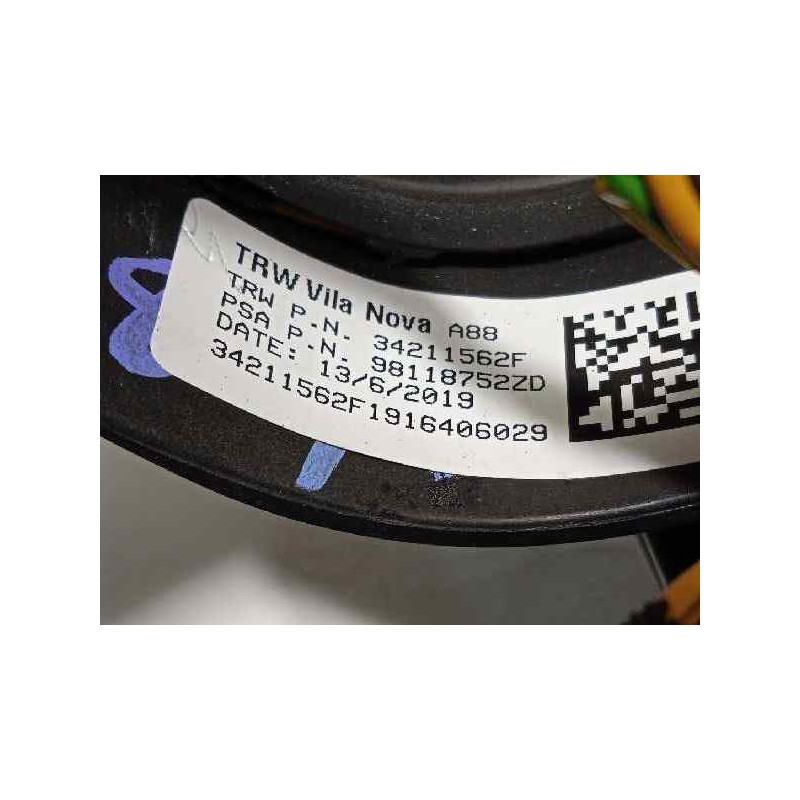 TRW Vila Nova A88
TRW P.N. 34211562F
PSA P.N. 98118752ZD
DATE: 13/6/2019
34211562F1916406029